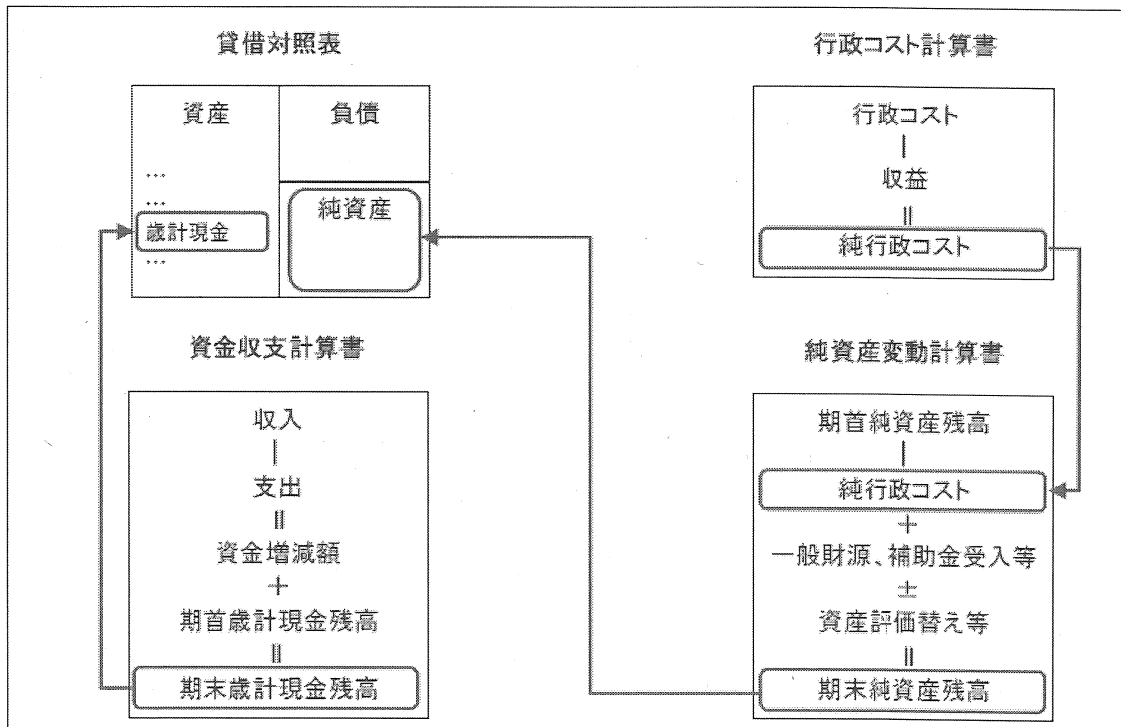 貸借対照表
資産
負債
…
…
歳計現金
…
純資産
行政コスト計算書
行政コスト
|
収益
||
純行政コスト
資金収支計算書
収入
|
支出
||
資金増減額
+
期首歳計現金残高
||
期末歳計現金残高
純資産変動計算書
期首純資産残高
|
純行政コスト
+
一般財源、補助金受入等
±
資産評価替え等
||
期末純資産残高